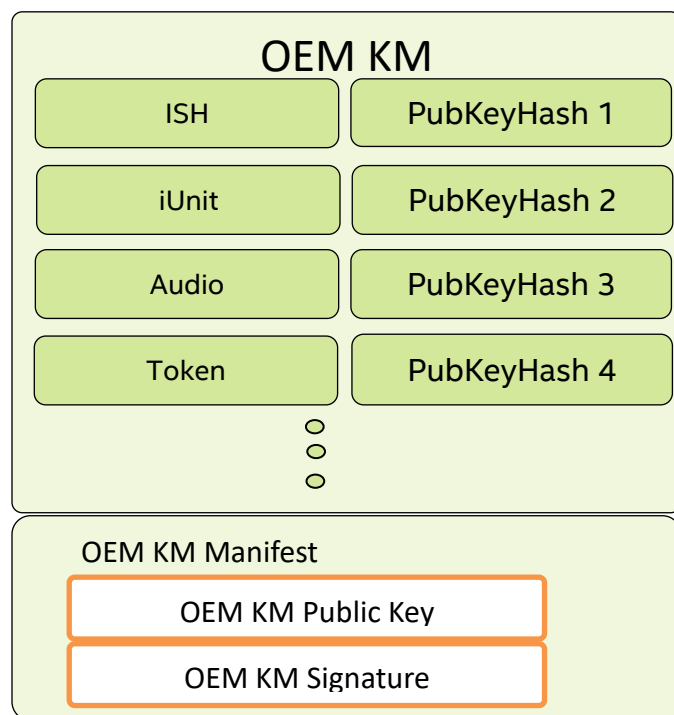 OEM KM
ISH
PubKeyHash 1
iUnit
PubKeyHash 2
Audio
PubKeyHash 3
Token
PubKeyHash 4
OEM KM Manifest
OEM KM Public Key
OEM KM Signature